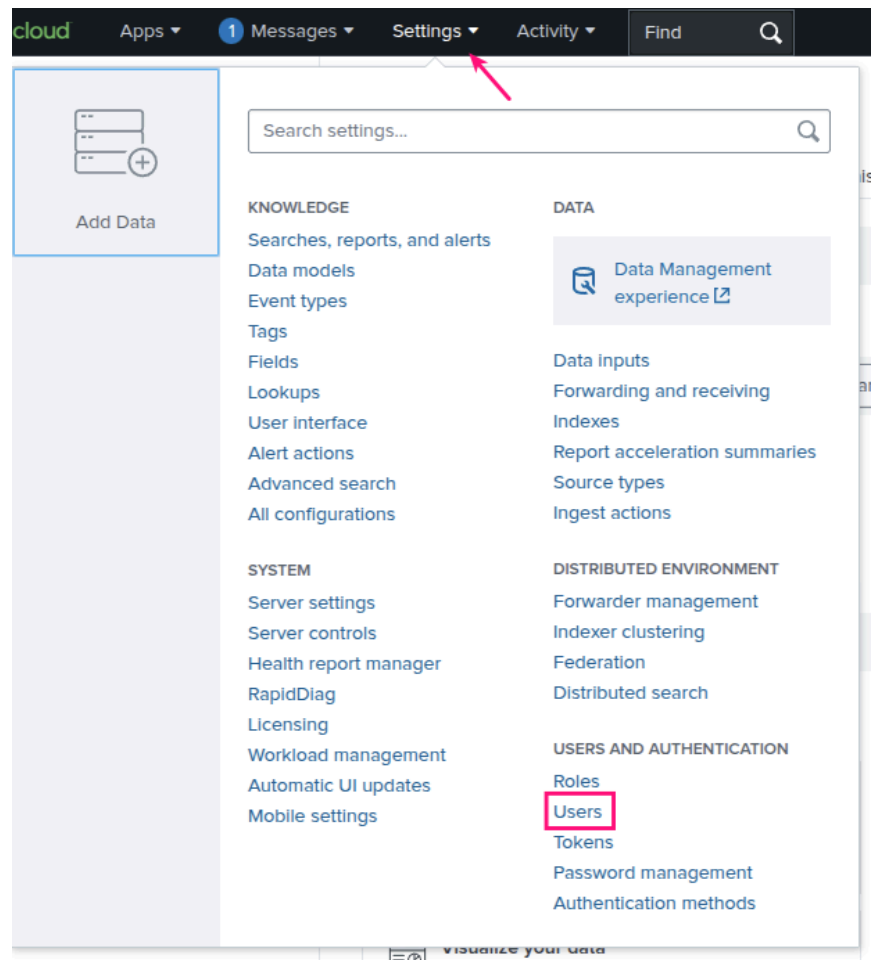 cloud Apps 1 Messages Settings Activity Find
Search settings...
Add Data
KNOWLEDGE
Searches, reports, and alerts
Data models
Event types
Tags
Fields
Lookups
User interface
Alert actions
Advanced search
All configurations
SYSTEM
Server settings
Server controls
Health report manager
RapidDiag
Licensing
Workload management
Automatic UI updates
Mobile settings
DATA
Data Management
experience
Data inputs
Forwarding and receiving
Indexes
Report acceleration summaries
Source types
Ingest actions
DISTRIBUTED ENVIRONMENT
Forwarder management
Indexer clustering
Federation
Distributed search
USERS AND AUTHENTICATION
Roles
Users
Tokens
Password management
Authentication methods
Visualize your data